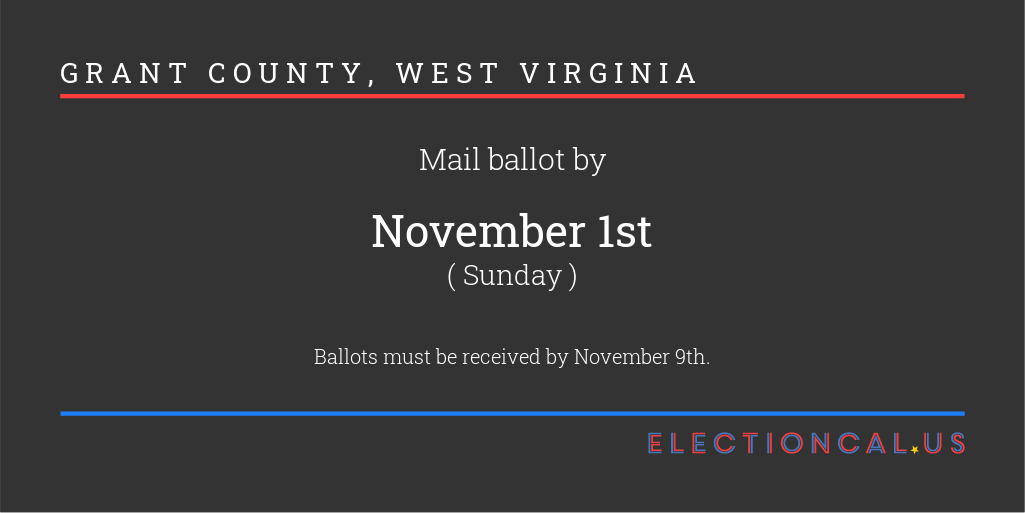 GRANT COUNTY, WEST VIRGINIA
Mail ballot by
November 1st
( Sunday )
Ballots must be received by November 9th.
ELECTIONCAL.US